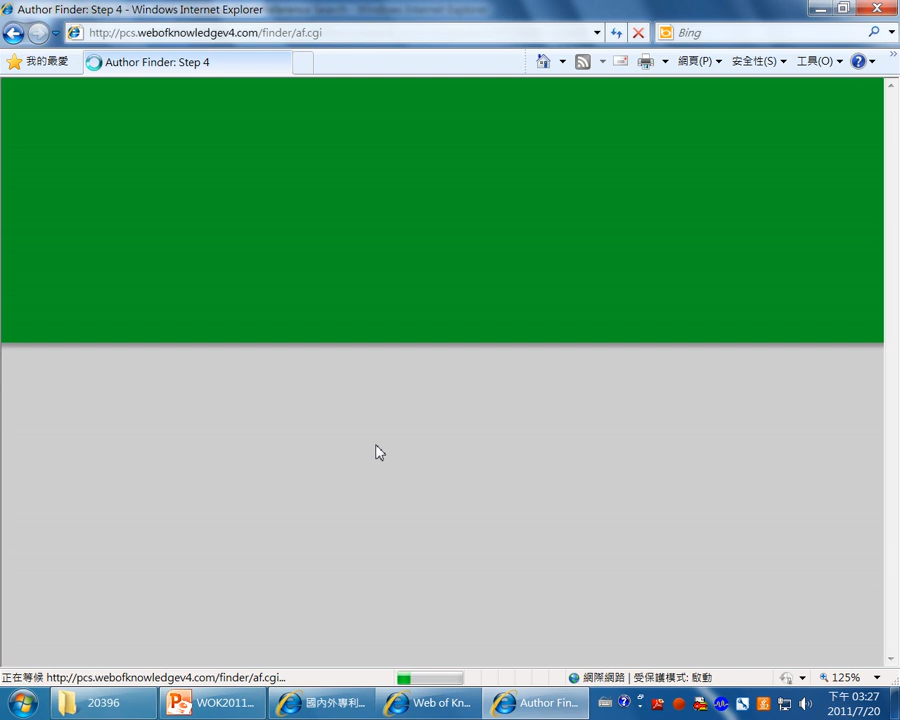 Author Finder: Step 4 - Windows Internet Explorer
http://pcs.webofknowledgev4.com/finder/af.cgi
Bing
我的最愛
Author Finder: Step 4
網頁(P)
安全性(S)
工具(O)
正在等候 http://pcs.webofknowledgev4.com/finder/af.cgi...
網際網路 | 受保護模式: 啟動
125%
20396
WOK2011...
國內外專利...
Web of Kn...
Author Fin...
下午 03:27
2011/7/20